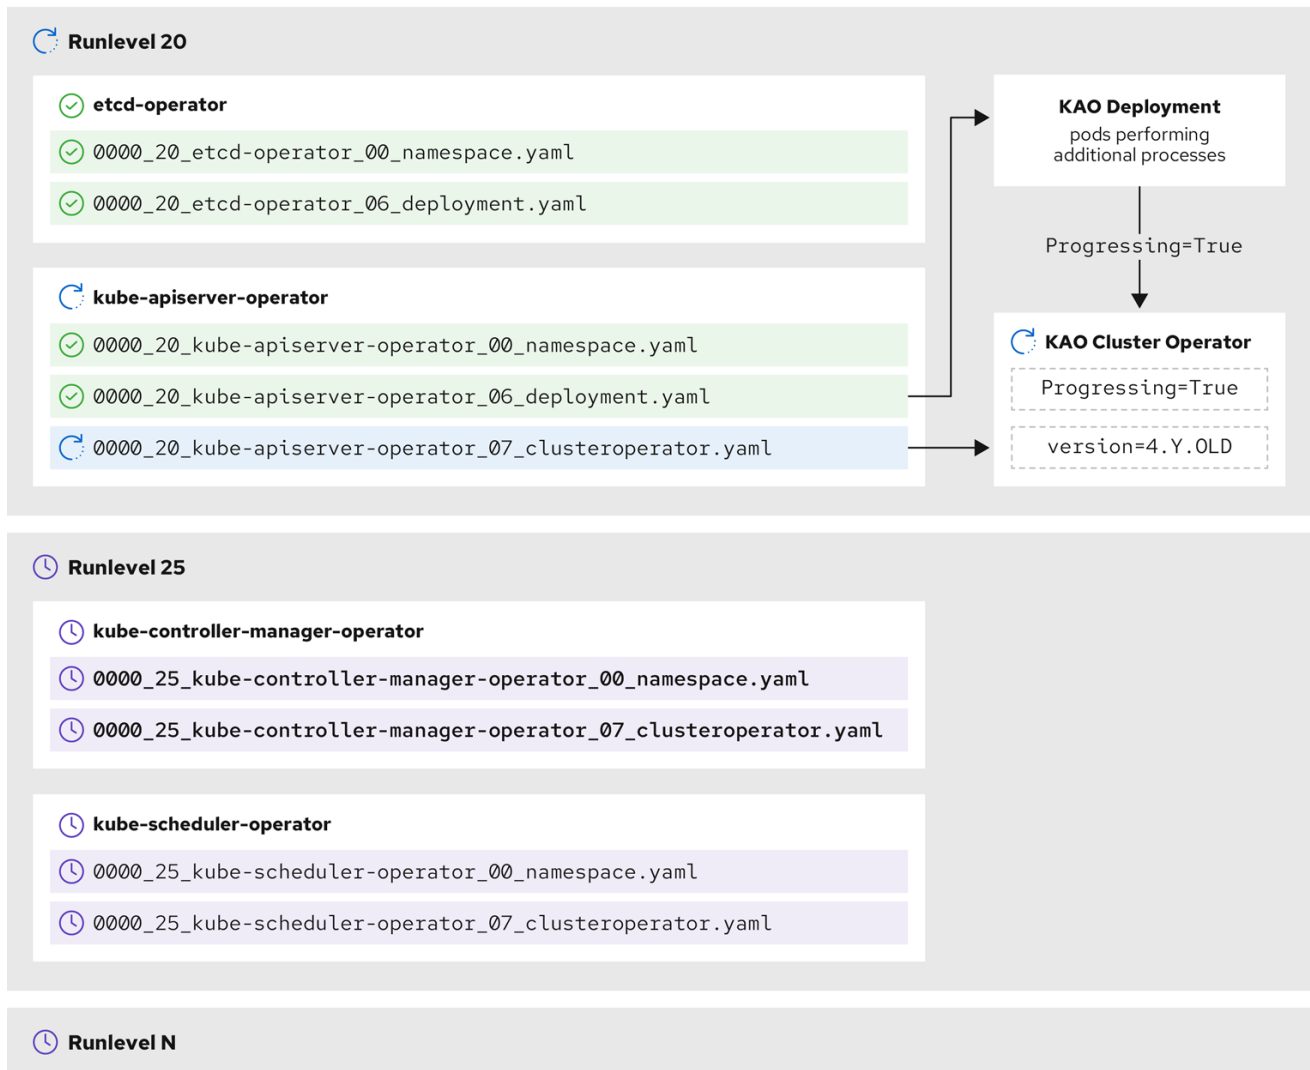 Runlevel 20
etcd-operator
0000_20_etcd-operator_00_namespace.yaml
0000_20_etcd-operator_06_deployment.yaml
kube-apiserver-operator
0000_20_kube-apiserver-operator_00_namespace.yaml
0000_20_kube-apiserver-operator_06_deployment.yaml
0000_20_kube-apiserver-operator_07_clusteroperator.yaml
KAO Deployment
pods performing
additional processes
Progressing=True
KAO Cluster Operator
Progressing=True
version=4.Y.OLD
Runlevel 25
kube-controller-manager-operator
0000_25_kube-controller-manager-operator_00_namespace.yaml
0000_25_kube-controller-manager-operator_07_clusteroperator.yaml
kube-scheduler-operator
0000_25_kube-scheduler-operator_00_namespace.yaml
0000_25_kube-scheduler-operator_07_clusteroperator.yaml
Runlevel N